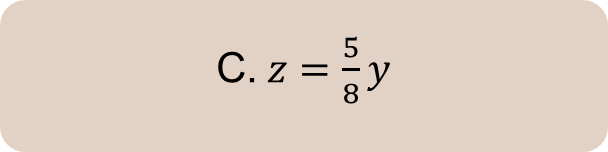 C. z = 5/8 y